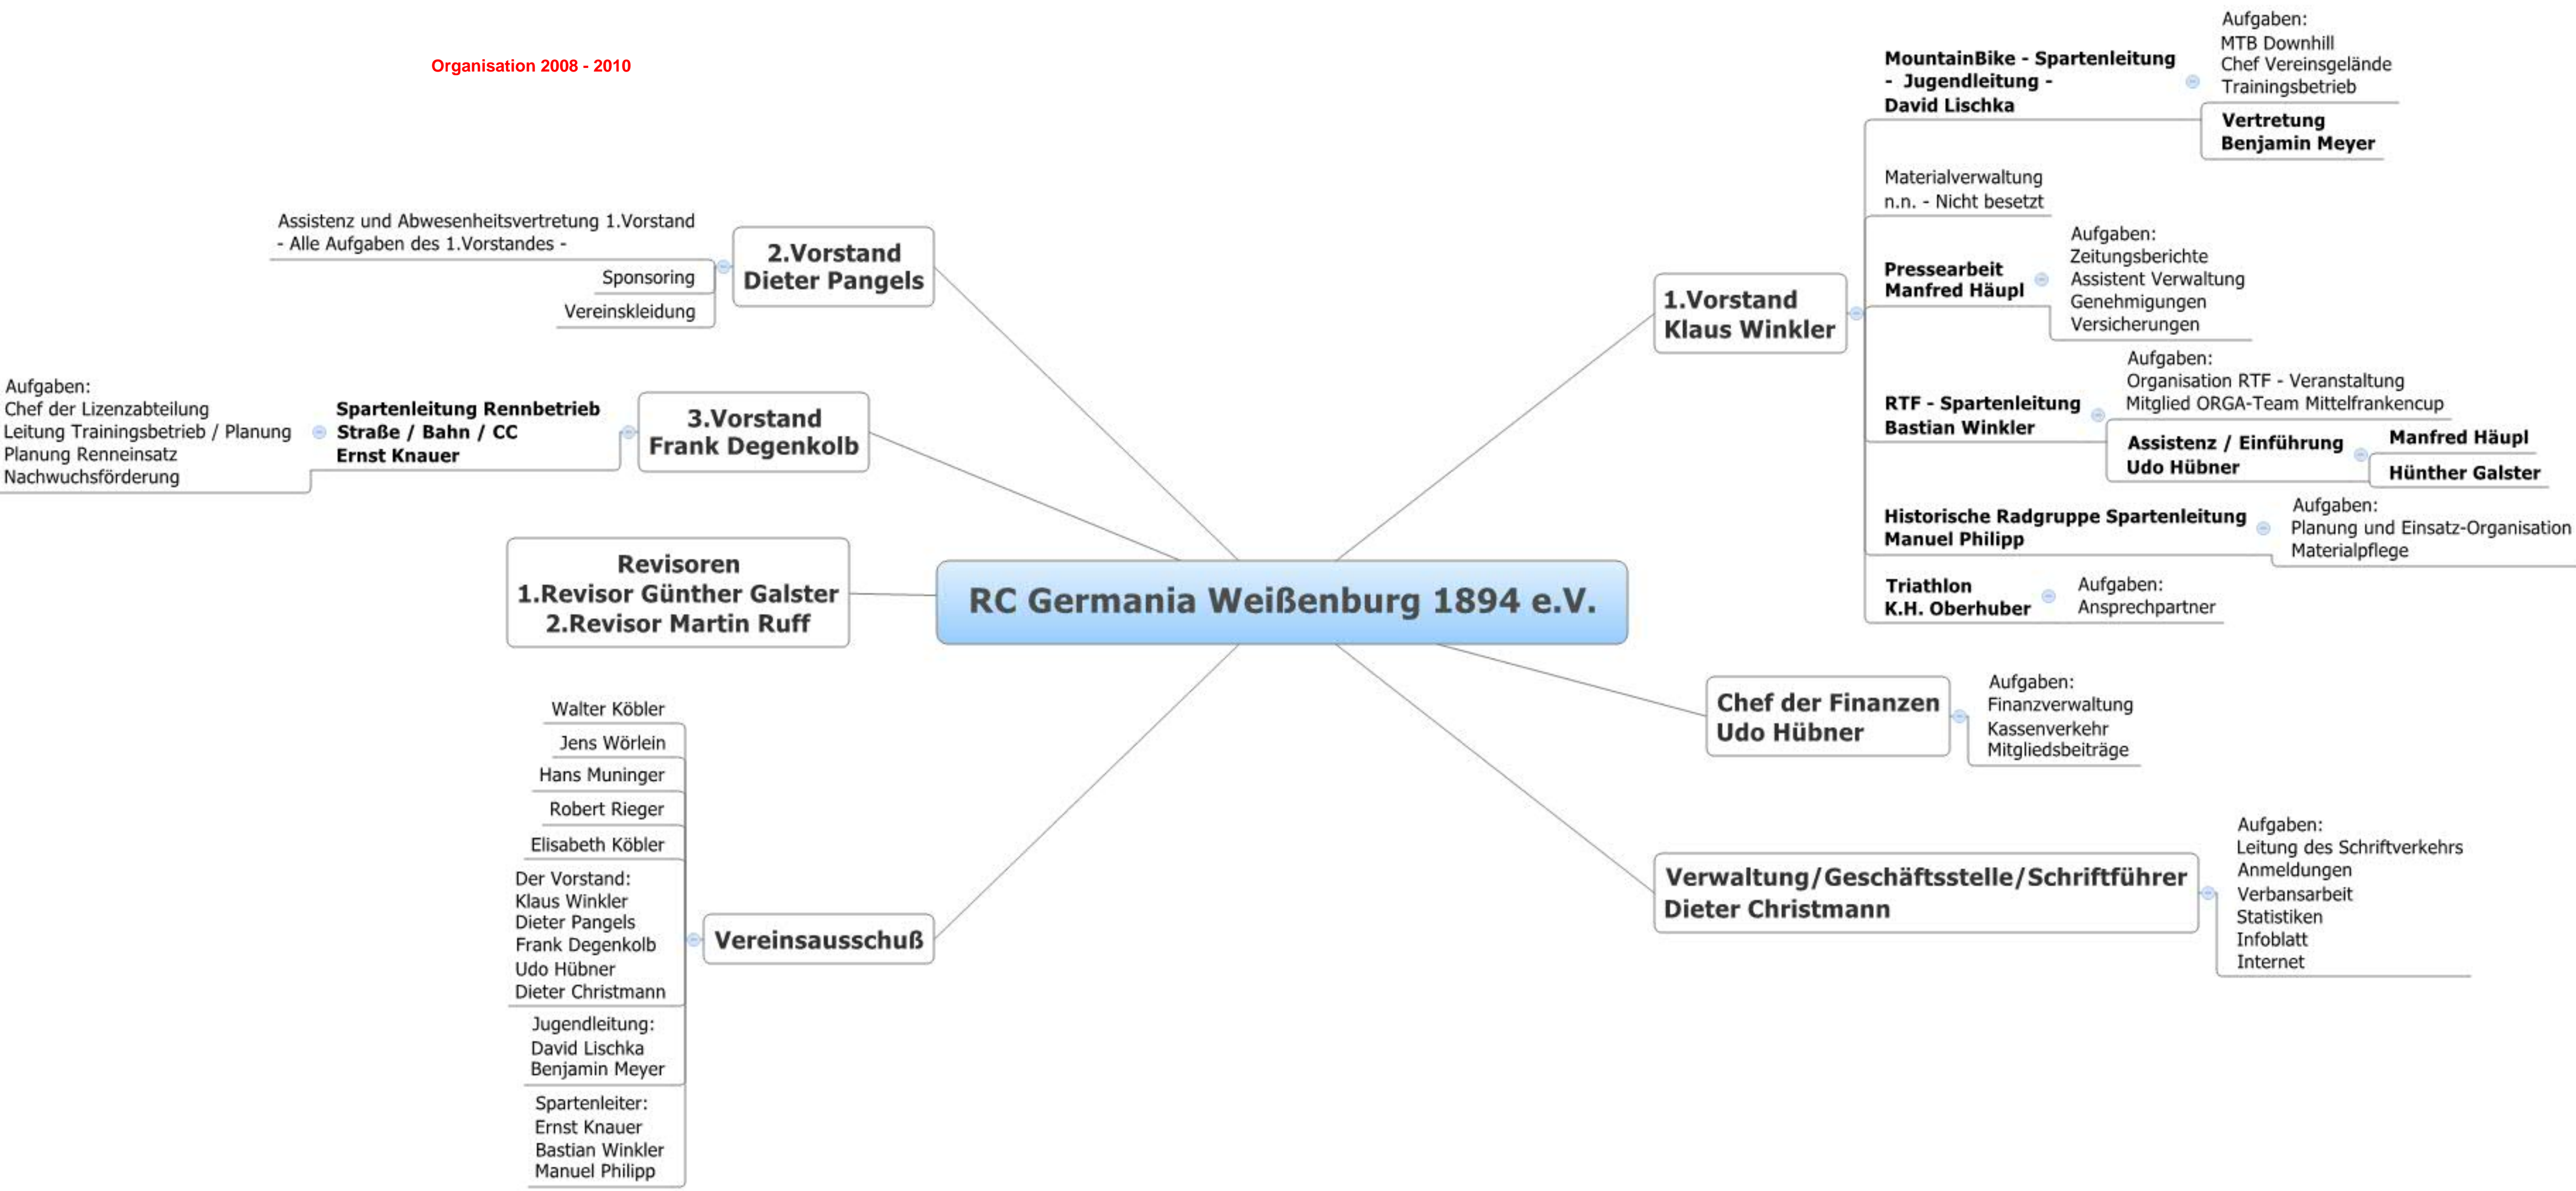 Organisation 2008 - 2010
RC Germania Weißenburg 1894 e.V.
1.Vorstand
Klaus Winkler
MountainBike - Spartenleitung
- Jugendleitung -
David Lischka
Aufgaben:
MTB Downhill
Chef Vereinsgelände
Trainingsbetrieb
Vertretung
Benjamin Meyer
Materialverwaltung
n.n. - Nicht besetzt
Pressearbeit
Manfred Häupl
Aufgaben:
Zeitungsberichte
Assistent Verwaltung
Genehmigungen
Versicherungen
RTF - Spartenleitung
Bastian Winkler
Aufgaben:
Organisation RTF - Veranstaltung
Mitglied ORGA-Team Mittelfrankencup
Assistenz / Einführung
Udo Hübner
Manfred Häupl
Hünther Galster
Historische Radgruppe Spartenleitung
Manuel Philipp
Aufgaben:
Planung und Einsatz-Organisation
Materialpflege
Triathlon
K.H. Oberhuber
Aufgaben:
Ansprechpartner
Chef der Finanzen
Udo Hübner
Aufgaben:
Finanzverwaltung
Kassenverkehr
Mitgliedsbeiträge
Verwaltung/Geschäftsstelle/Schriftführer
Dieter Christmann
Aufgaben:
Leitung des Schriftverkehrs
Anmeldungen
Verbansarbeit
Statistiken
Infoblatt
Internet
2.Vorstand
Dieter Pangels
Assistenz und Abwesenheitsvertretung 1.Vorstand
- Alle Aufgaben des 1.Vorstandes -
Sponsoring
Vereinskleidung
3.Vorstand
Frank Degenkolb
Spartenleitung Rennbetrieb
Straße / Bahn / CC
Ernst Knauer
Aufgaben:
Chef der Lizenzabteilung
Leitung Trainingsbetrieb / Planung
Planung Renneinsatz
Nachwuchsförderung
Revisoren
1.Revisor Günther Galster
2.Revisor Martin Ruff
Vereinsausschuß
Walter Köbler
Jens Wörlein
Hans Muninger
Robert Rieger
Elisabeth Köbler
Der Vorstand:
Klaus Winkler
Dieter Pangels
Frank Degenkolb
Udo Hübner
Dieter Christmann
Jugendleitung:
David Lischka
Benjamin Meyer
Spartenleiter:
Ernst Knauer
Bastian Winkler
Manuel Philipp